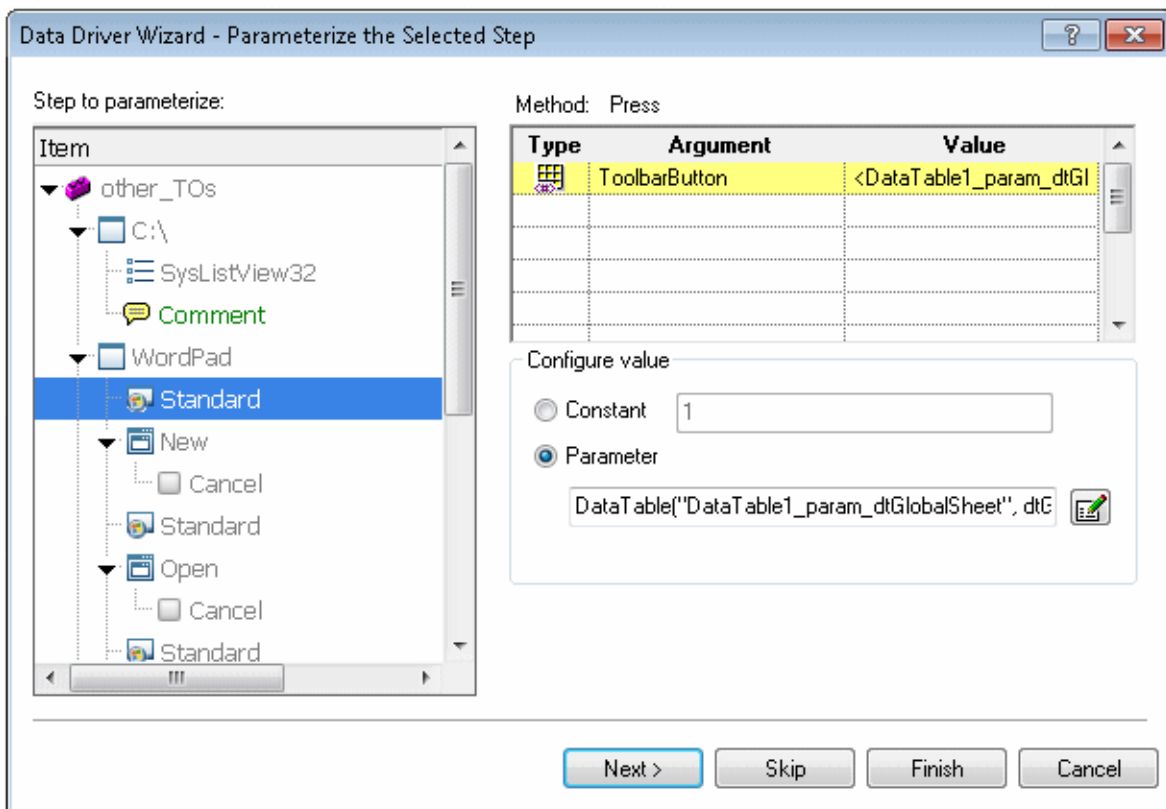 Data Driver Wizard - Parameterize the Selected Step
Step to parameterize:
Item
other_TOs
C:\
SysListView32
Comment
WordPad
Standard
New
Cancel
Standard
Open
Cancel
Standard
Method: Press
Type Argument Value
ToolbarButton <DataTable1_param_dtGl
Configure value
Constant 1
Parameter
DataTable("DataTable1_param_dtGlobalSheet", dtG
Next > Skip Finish Cancel